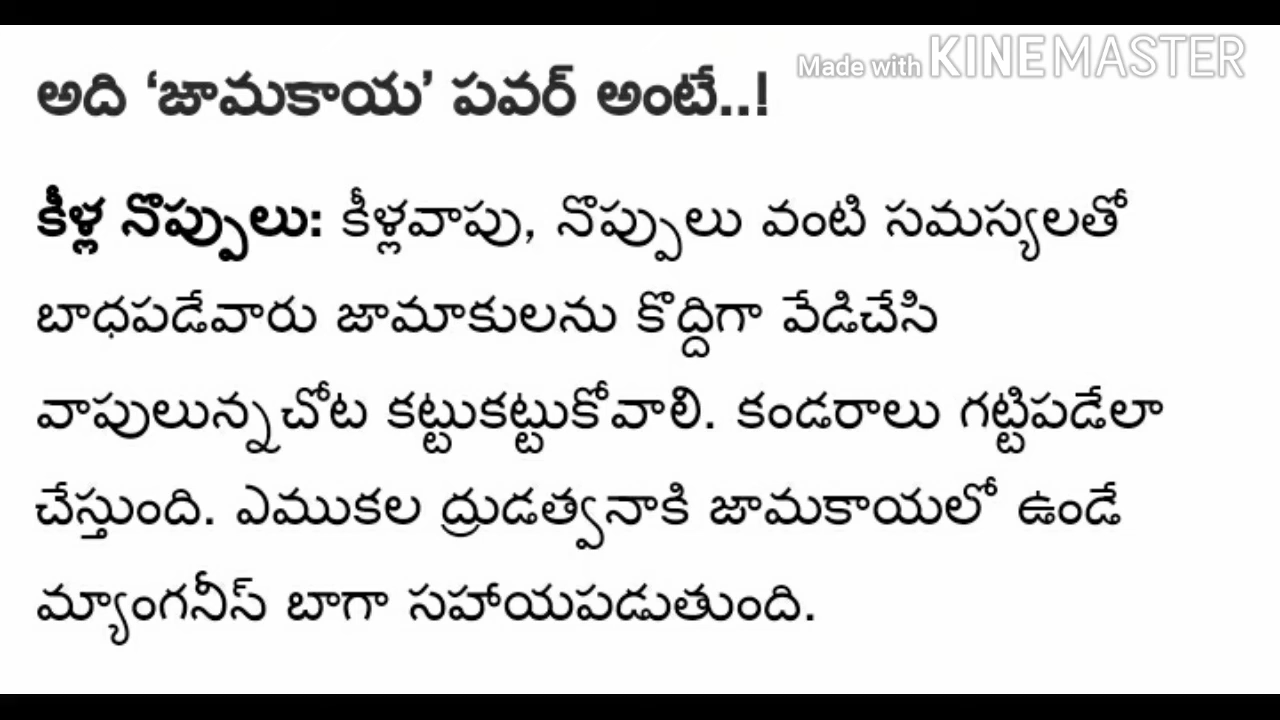 Made with KINEMASTER
అది ‘జామకాయ’ పవర్ అంటే..!
కీళ్ల నొప్పులు: కీళ్లవాపు, నొప్పులు వంటి సమస్యలతో
బాధపడేవారు జామాకులను కొద్దిగా వేడిచేసి
వాపులున్నచోట కట్టుకట్టుకోవాలి. కండరాలు గట్టిపడేలా
చేస్తుంది. ఎముకల ద్రుడత్వనాకి జామకాయలో ఉండే
మ్యాంగనీస్ బాగా సహాయపడుతుంది.